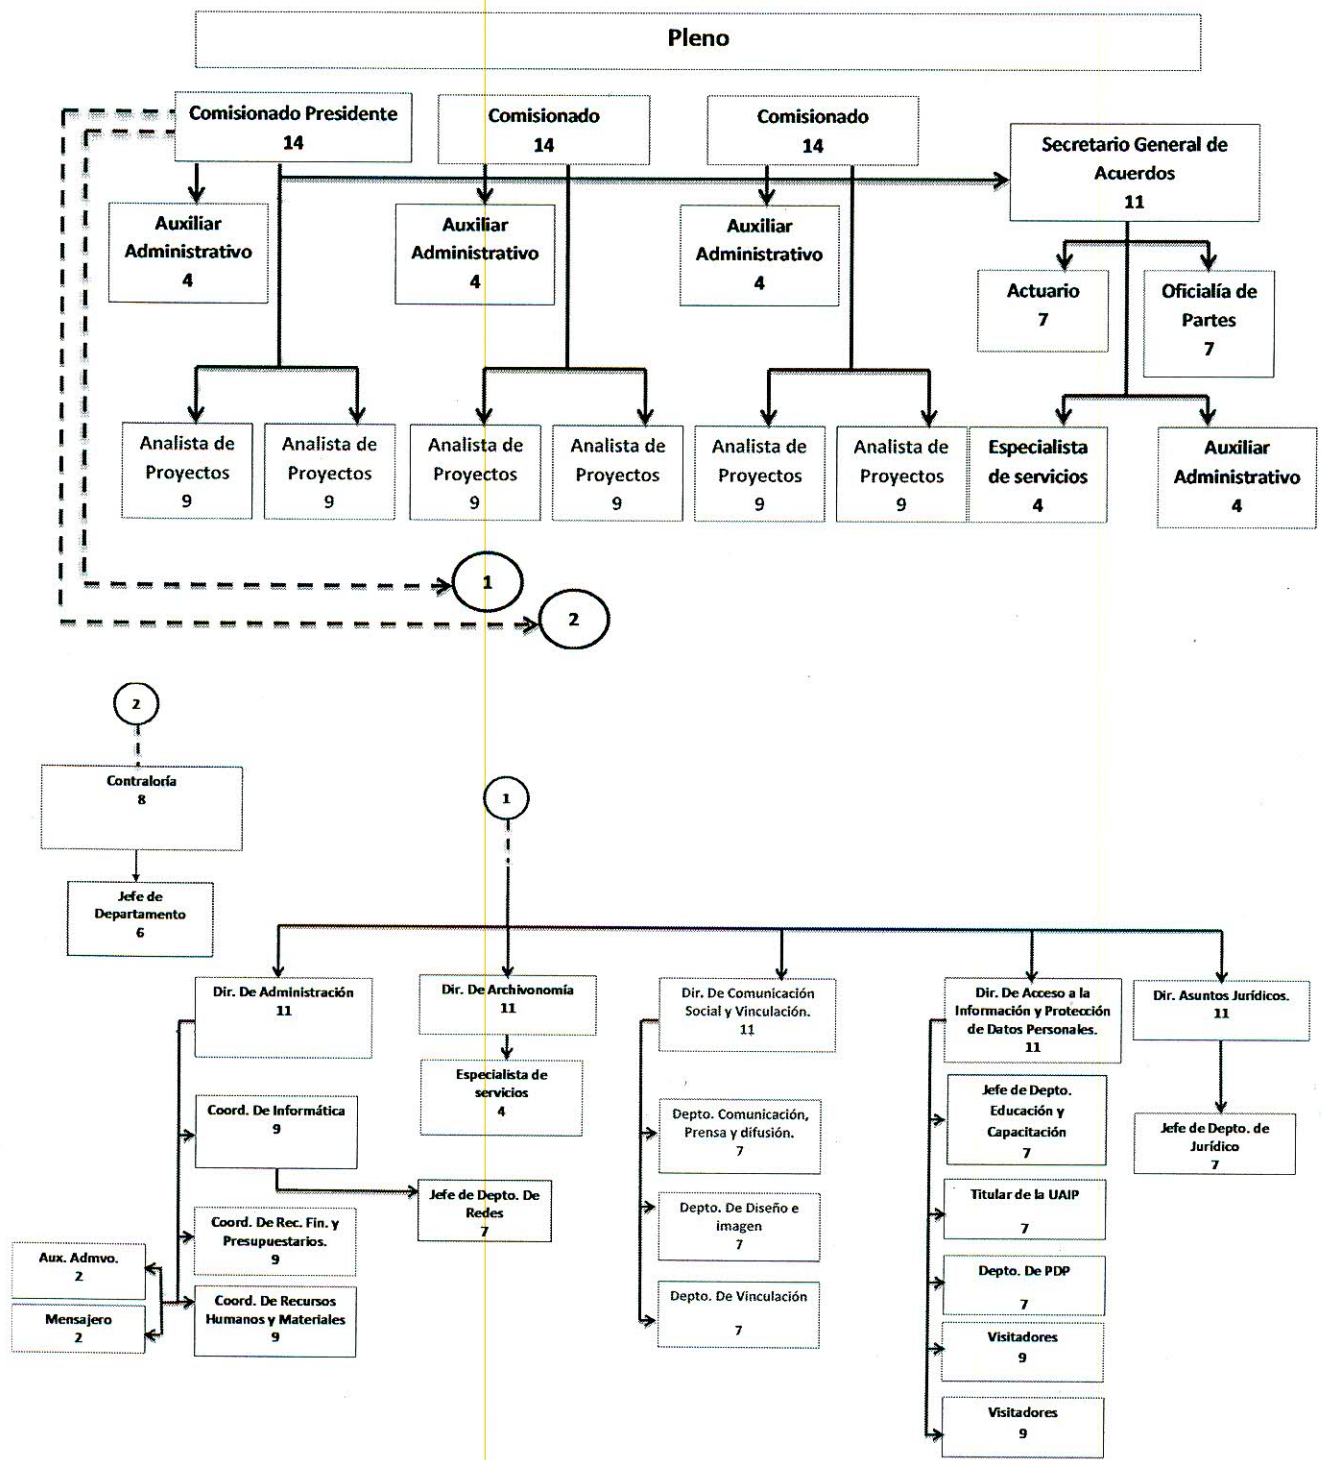 Pleno
Comisionado Presidente
14
Comisionado
14
Comisionado
14
Secretario General de
Acuerdos
11
Auxiliar
Administrativo
4
Auxiliar
Administrativo
4
Auxiliar
Administrativo
4
Actuario
7
Oficialía de
Partes
7
Analista de
Proyectos
9
Analista de
Proyectos
9
Analista de
Proyectos
9
Analista de
Proyectos
9
Analista de
Proyectos
9
Analista de
Proyectos
9
Especialista
de servicios
4
Auxiliar
Administrativo
4
1
2
2
Contraloría
8
Jefe de
Departamento
6
1
Dir. De Administración
11
Dir. De Archivonomía
11
Dir. De Comunicación
Social y Vinculación.
11
Dir. De Acceso a la
Información y Protección
de Datos Personales.
11
Dir. Asuntos Jurídicos.
11
Especialista de
servicios
4
Coord. De Informática
9
Jefe de Depto. De
Redes
7
Coord. De Rec. Fin. y
Presupuestarios.
9
Aux. Admvo.
2
Mensajero
2
Coord. De Recursos
Humanos y Materiales
9
Depto. Comunicación,
Prensa y difusión.
7
Depto. De Diseño e
imagen
7
Depto. De Vinculación
7
Jefe de Depto.
Educación y
Capacitación
7
Titular de la UAIP
7
Depto. De PDP
7
Visitadores
9
Visitadores
9
Jefe de Depto. de
Jurídico
7